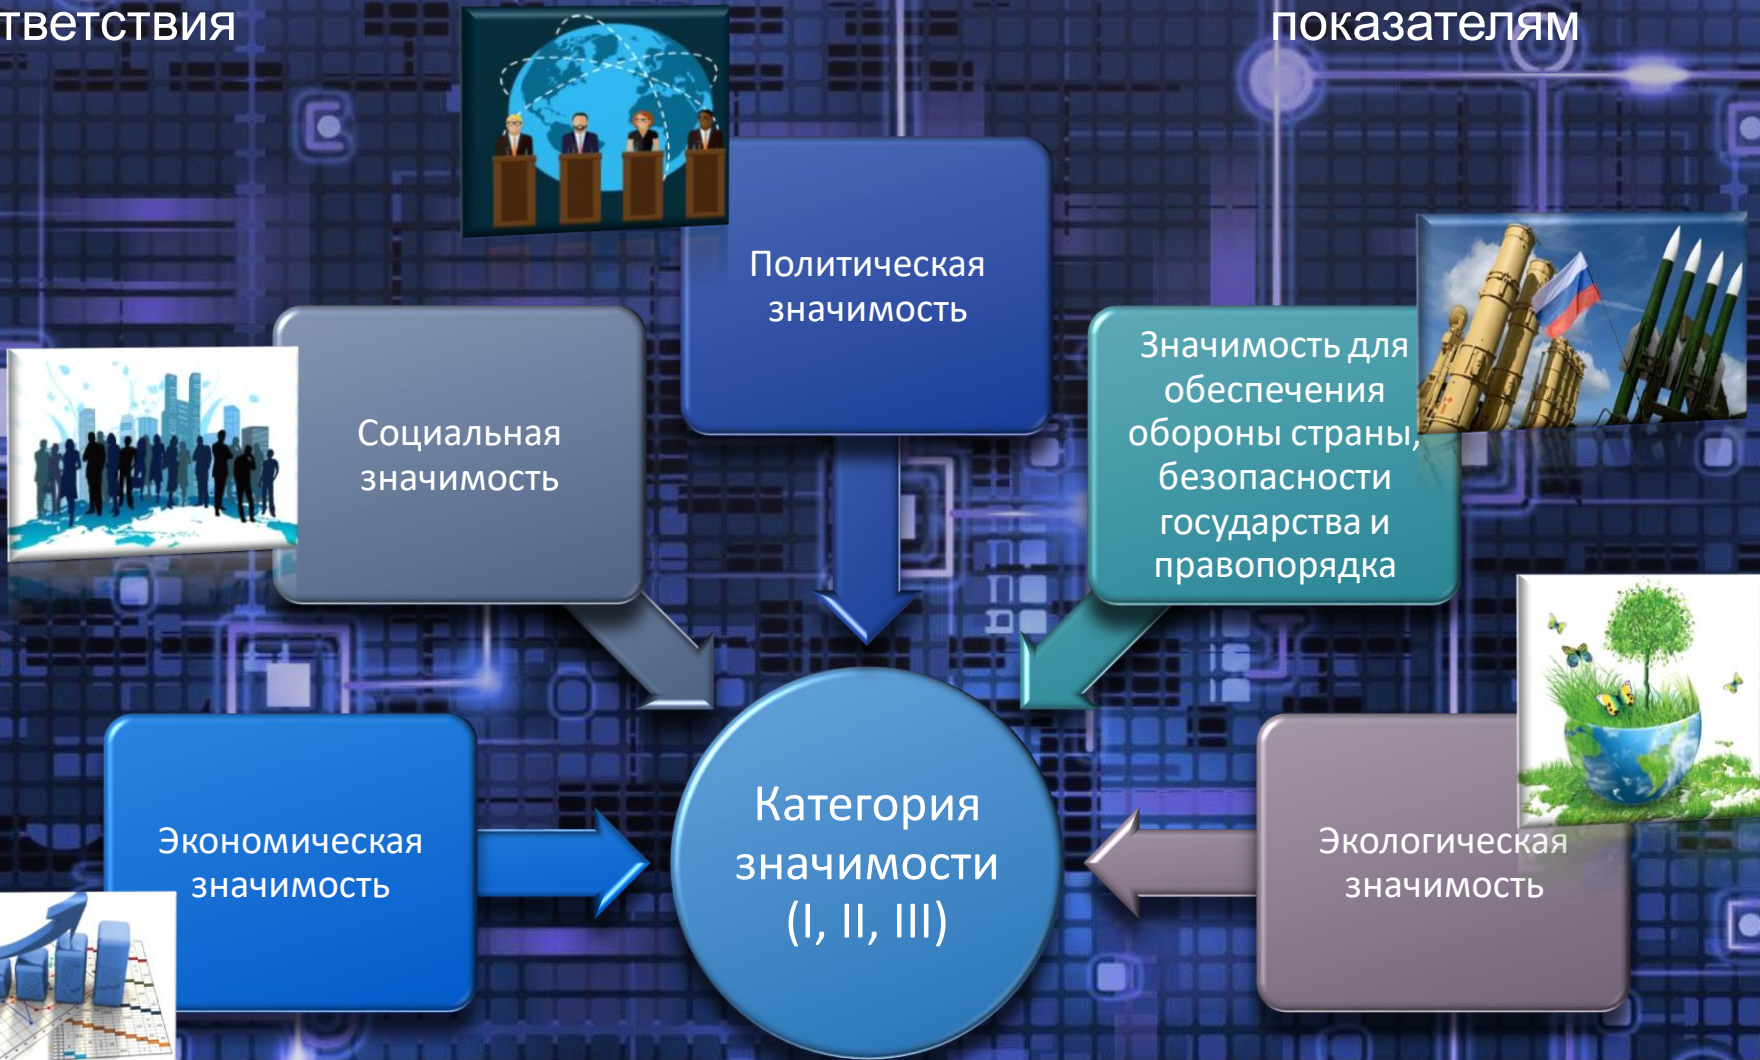 тветствия
показателям
Политическая
значимость
Социальная
значимость
Значимость для
обеспечения
обороны страны,
безопасности
государства и
правопорядка
Экономическая
значимость
Категория
значимости
(I, II, III)
Экологическая
значимость